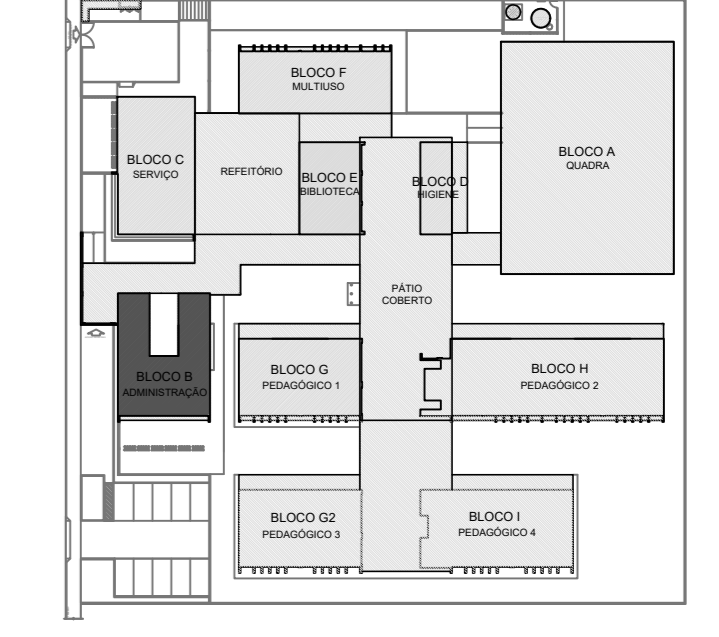 BLOCO F
MULTIUSO
BLOCO A
QUADRA
BLOCO C
SERVIÇO
REFEITÓRIO
BLOCO E
BIBLIOTECA
BLOCO D
HIGIENE
PÁTIO
COBERTO
BLOCO B
ADMINISTRAÇÃO
BLOCO G
PEDAGÓGICO 1
BLOCO H
PEDAGÓGICO 2
BLOCO G2
PEDAGÓGICO 3
BLOCO I
PEDAGÓGICO 4